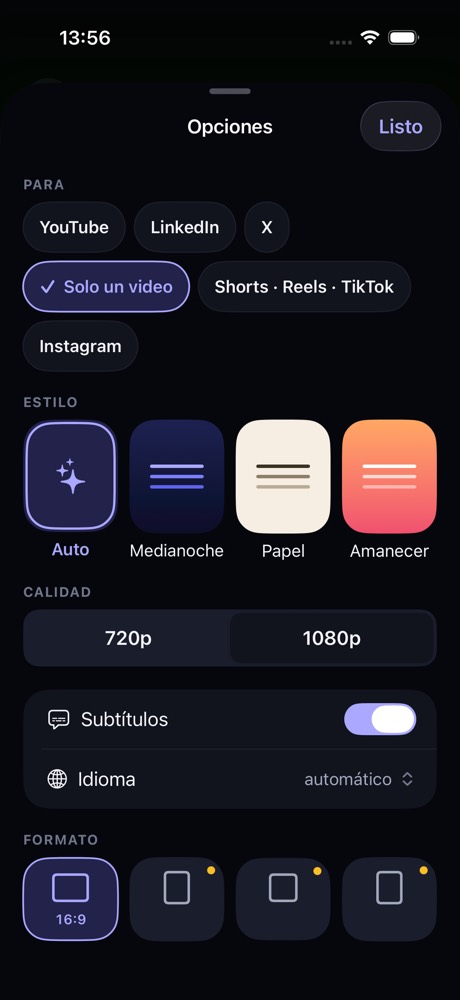 13:56
Opciones
Listo
PARA
YouTube
LinkedIn
X
✓ Solo un video
Shorts · Reels · TikTok
Instagram
ESTILO
Auto
Medianoche
Papel
Amanecer
CALIDAD
720p
1080p
Subtítulos
Idioma
automático
FORMATO
16:9